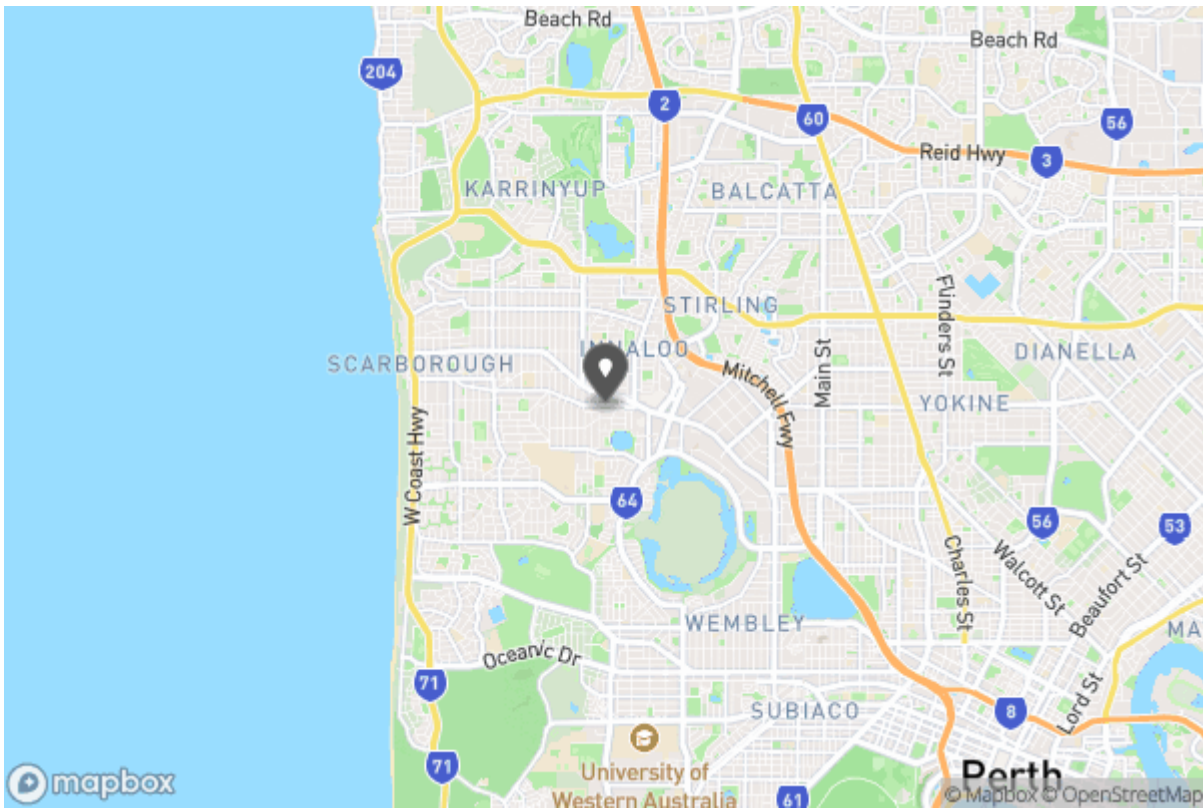 Beach Rd
Beach Rd
204
2
60
56
Reid Hwy
3
KARRINYUP
BALCATTA
Flinders St
STIRLING
INNALOO
Main St
DIANELLA
SCARBOROUGH
Mitchell Fwy
YOKINE
W Coast Hwy
64
56
53
Charles St
Walcott St
Beaufort St
WEMBLEY
MA
Oceanic Dr
71
Lord St
SUBIACO
8
71
University of
Western Australia
61
Perth
mapbox
© Mapbox © OpenStreetMap